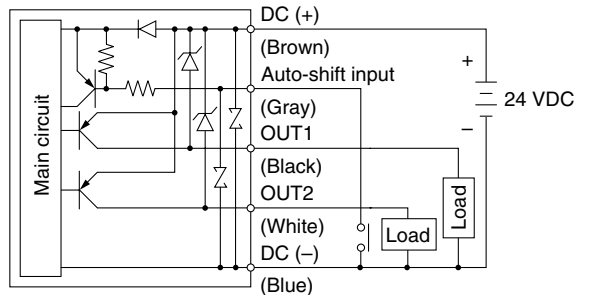 DC (+)
(Brown)
Auto-shift input
(Gray)
OUT1
(Black)
OUT2
(White)
DC (–)
(Blue)
Main circuit
Load
Load
+
24 VDC
–